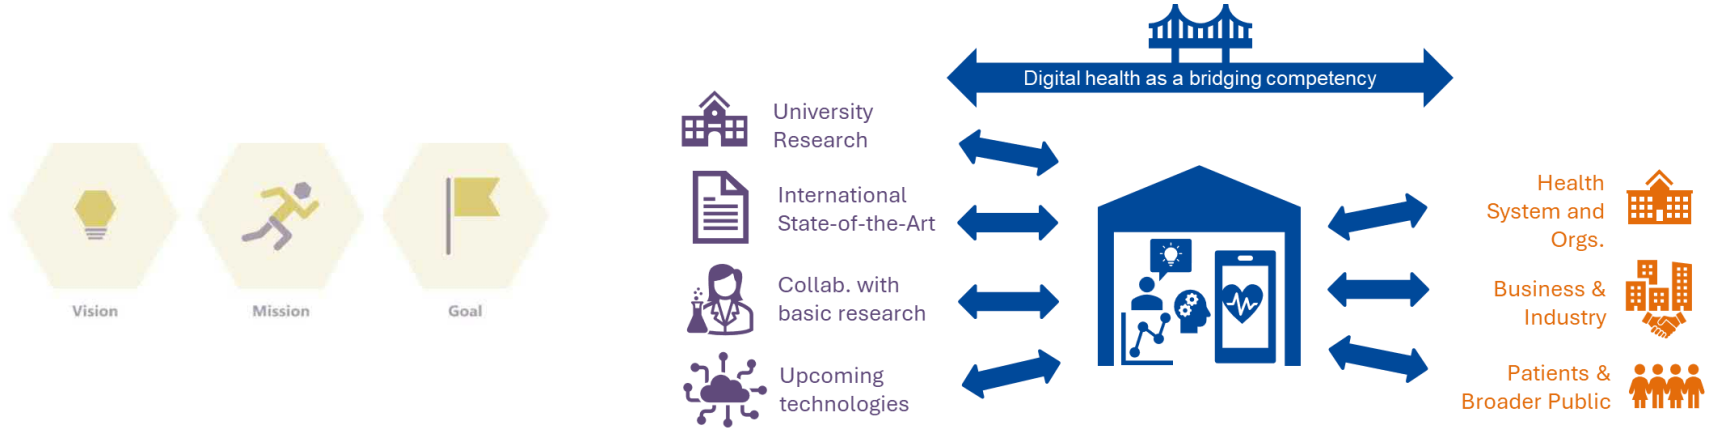 Vision
Mission
Goal
Digital health as a bridging competency
University
Research
International
State-of-the-Art
Collab. with
basic research
Upcoming
technologies
Health
System and
Orgs.
Business &
Industry
Patients &
Broader Public